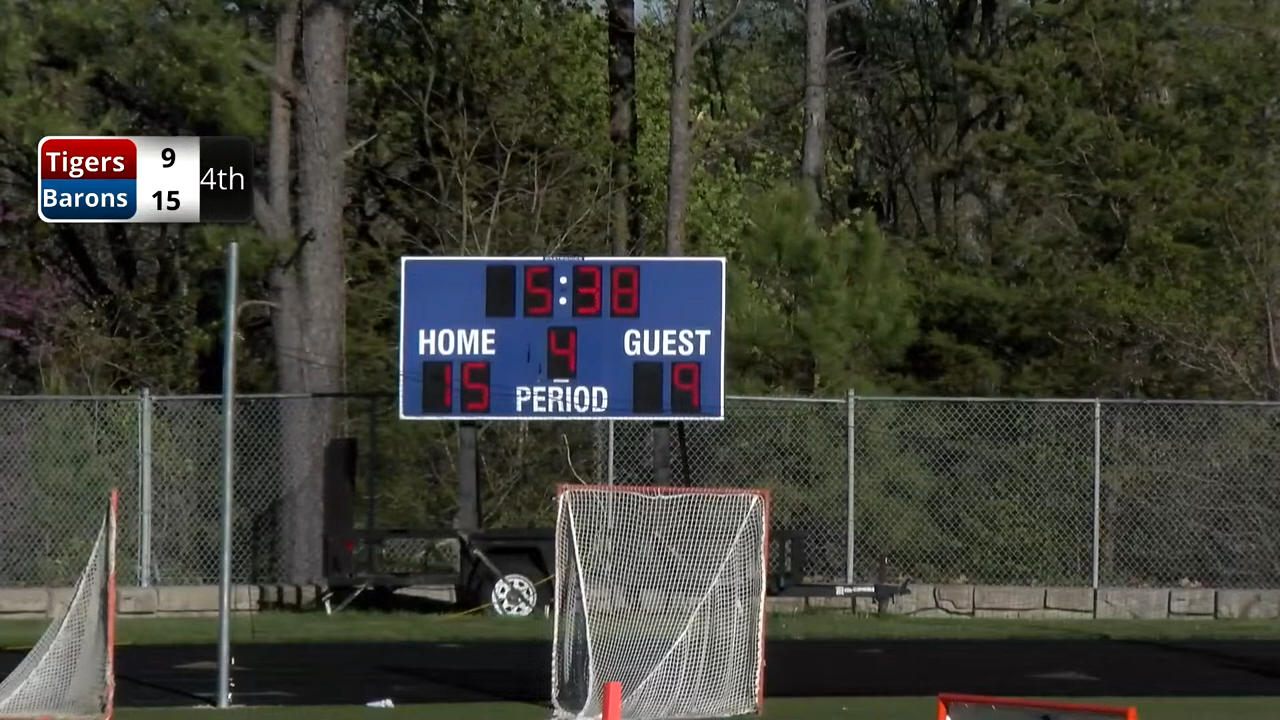 Tigers 9
Barons 15
4th
5:38
HOME 4 GUEST
15 PERIOD 9